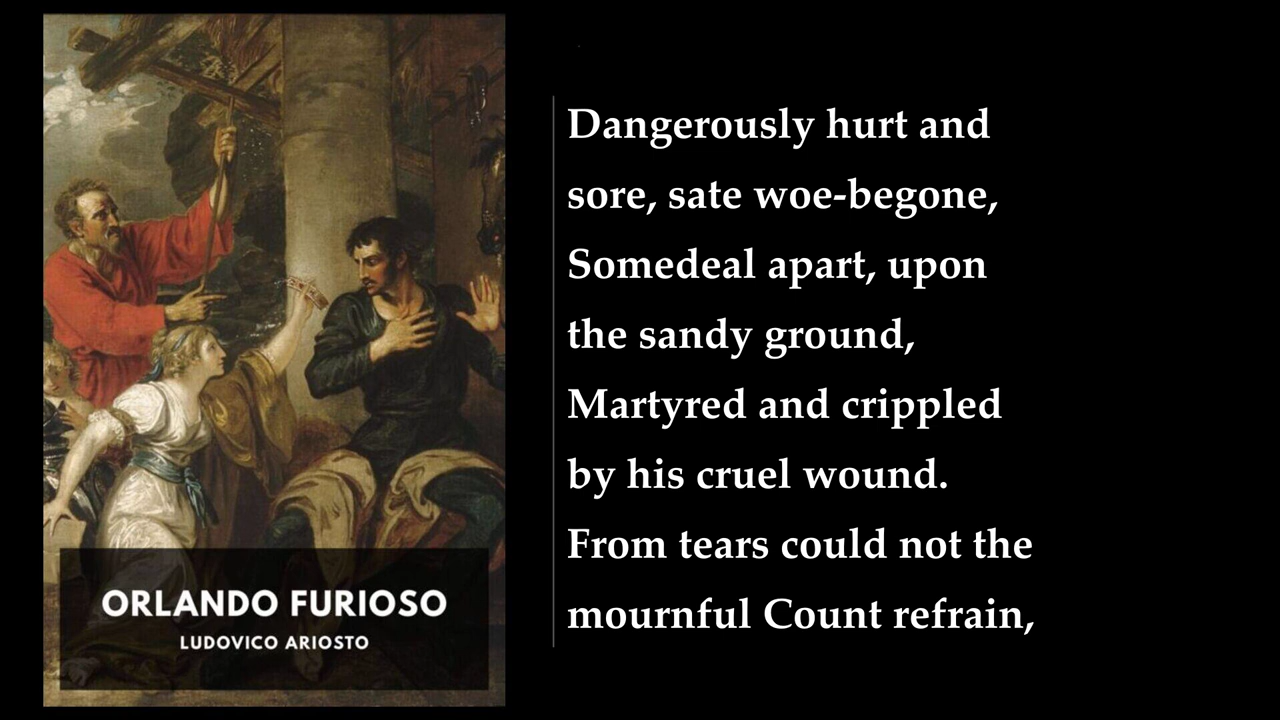 ORLANDO FURIOSO
LUDOVICO ARIOSTO
Dangerously hurt and
sore, sate woe-begone,
Somedeal apart, upon
the sandy ground,
Martyred and crippled
by his cruel wound.
From tears could not the
mournful Count refrain,